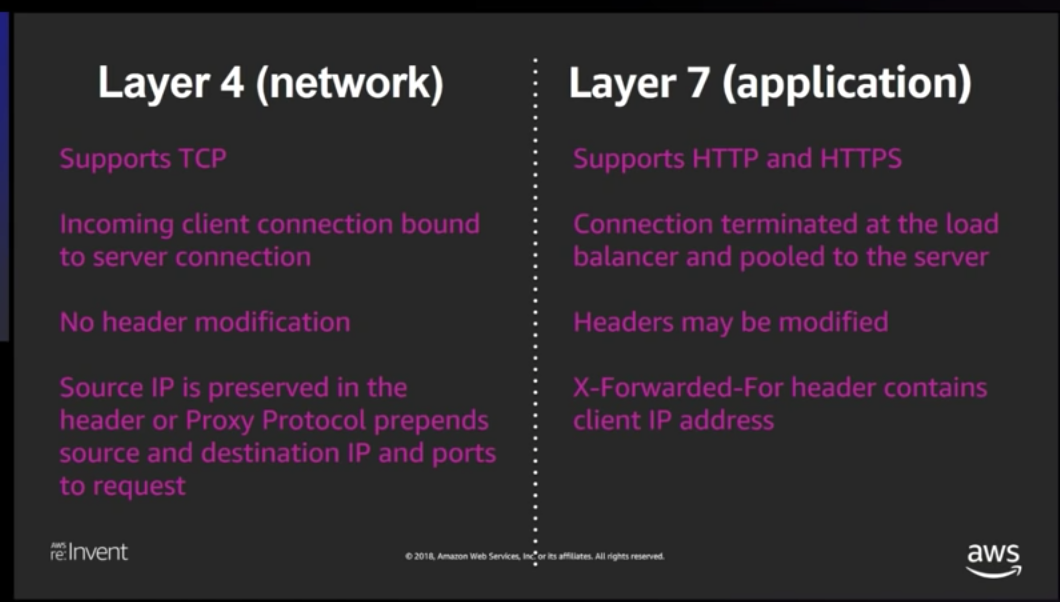 Layer 4 (network)
Supports TCP
Incoming client connection bound
to server connection
No header modification
Source IP is preserved in the
header or Proxy Protocol prepends
source and destination IP and ports
to request
Layer 7 (application)
Supports HTTP and HTTPS
Connection terminated at the load
balancer and pooled to the server
Headers may be modified
X-Forwarded-For header contains
client IP address
AWS
re:Invent
© 2018, Amazon Web Services, Inc. or its affiliates. All rights reserved.
aws